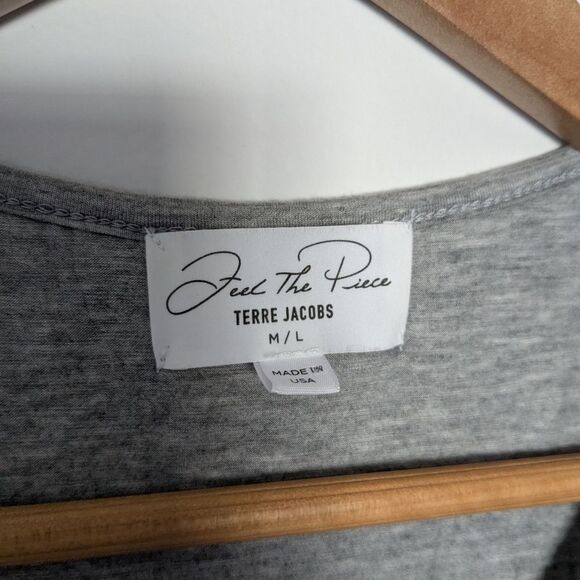 Feel The Piece
TERRE JACOBS
M/L
MADE IN
USA